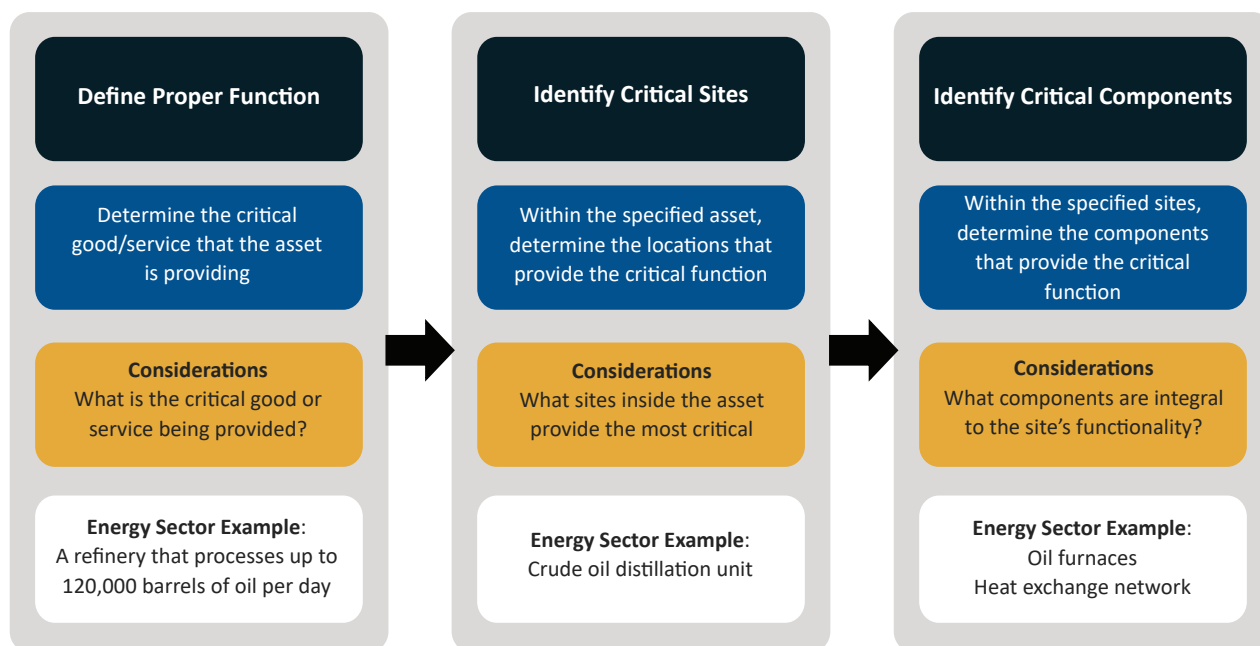 Define Proper Function
Determine the critical
good/service that the asset
is providing
Considerations
What is the critical good or
service being provided?
Energy Sector Example:
A refinery that processes up to
120,000 barrels of oil per day
Identify Critical Sites
Within the specified asset,
determine the locations that
provide the critical function
Considerations
What sites inside the asset
provide the most critical
Energy Sector Example:
Crude oil distillation unit
Identify Critical Components
Within the specified sites,
determine the components
that provide the critical
function
Considerations
What components are integral
to the site’s functionality?
Energy Sector Example:
Oil furnaces
Heat exchange network